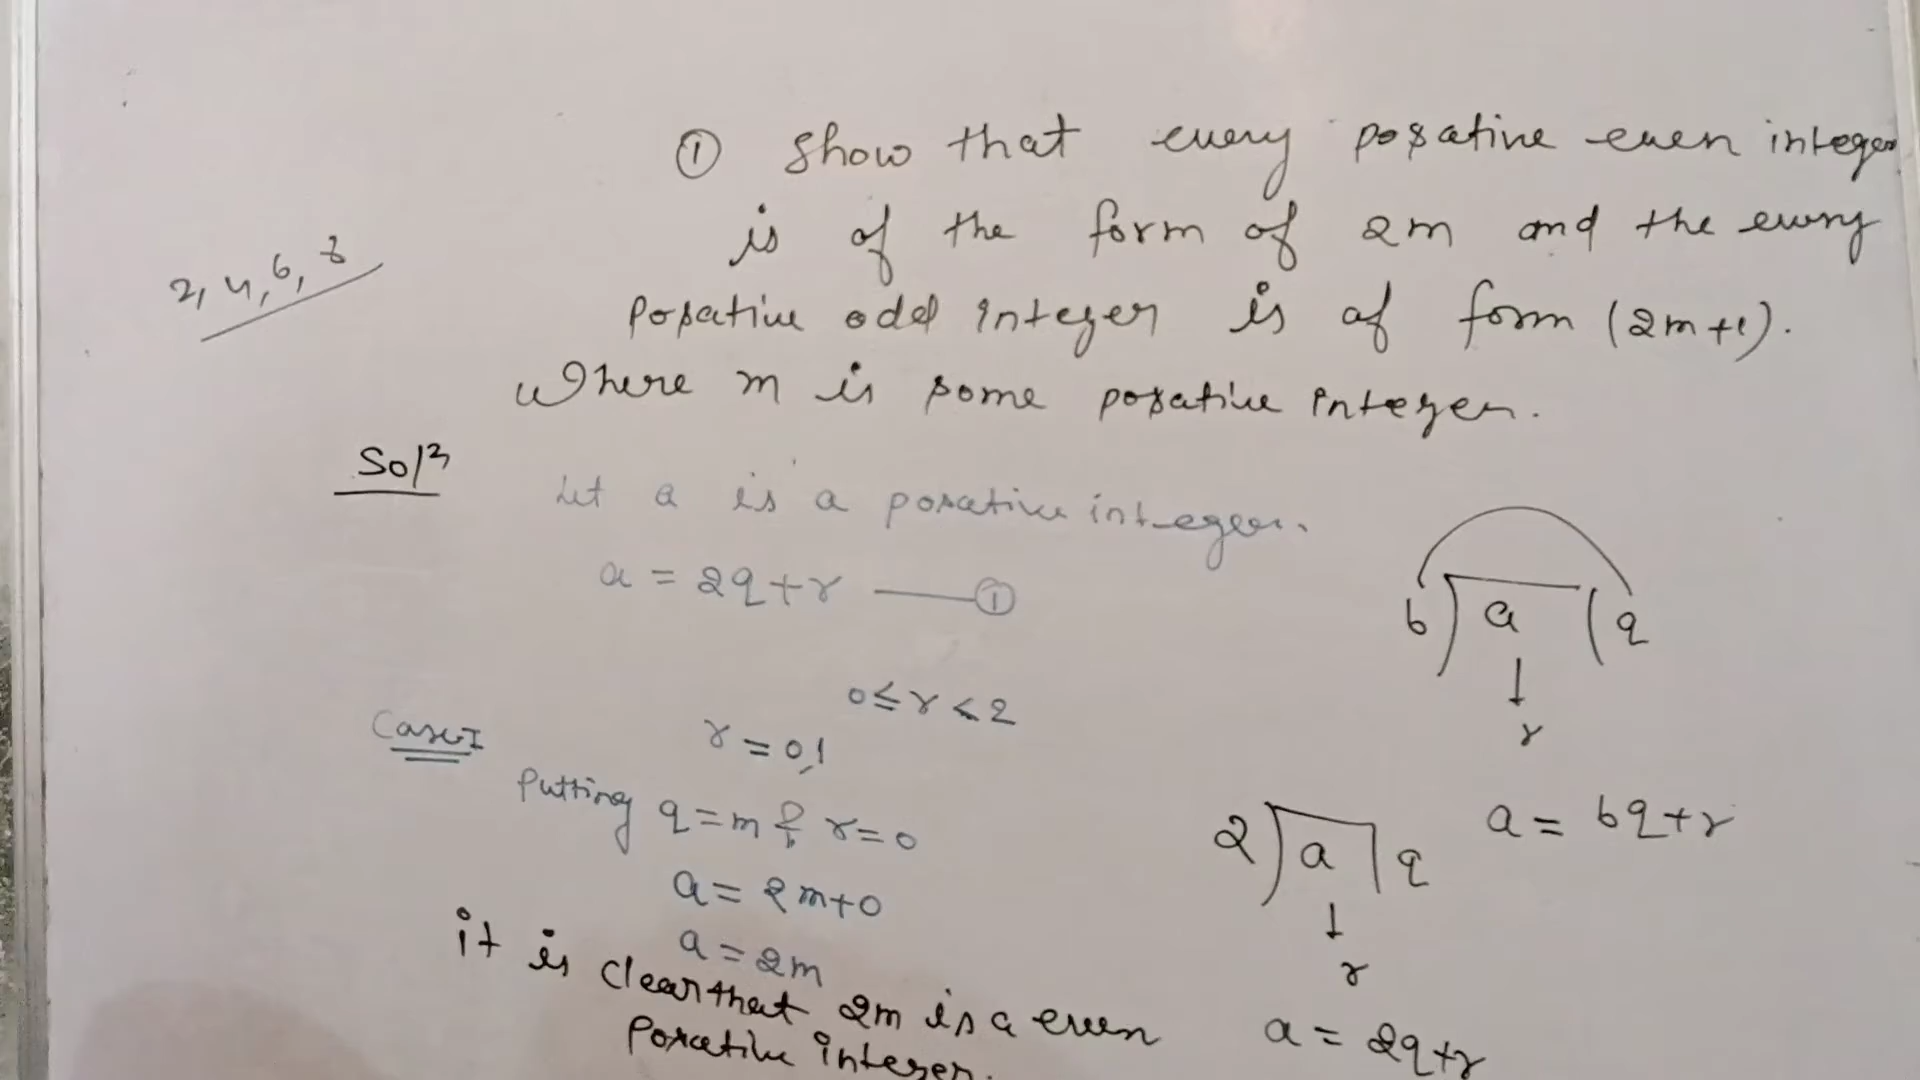 ① Show that every posative even integer
is of the form of 2m and the every
posative odd integer is of form (2m+1).
Where m is some posative integer.
2, 4, 6, 8
Solⁿ
Let a is a posative integer.
a = 2q+r —— ①
0≤r<2
r = 0,1
Case I
Putting q=m & r=0
a = 2m+0
a = 2m
it is clear that 2m is a even
posative integer.
b) a ( q
r
a = bq+r
2) a | q
r
a = 2q+r